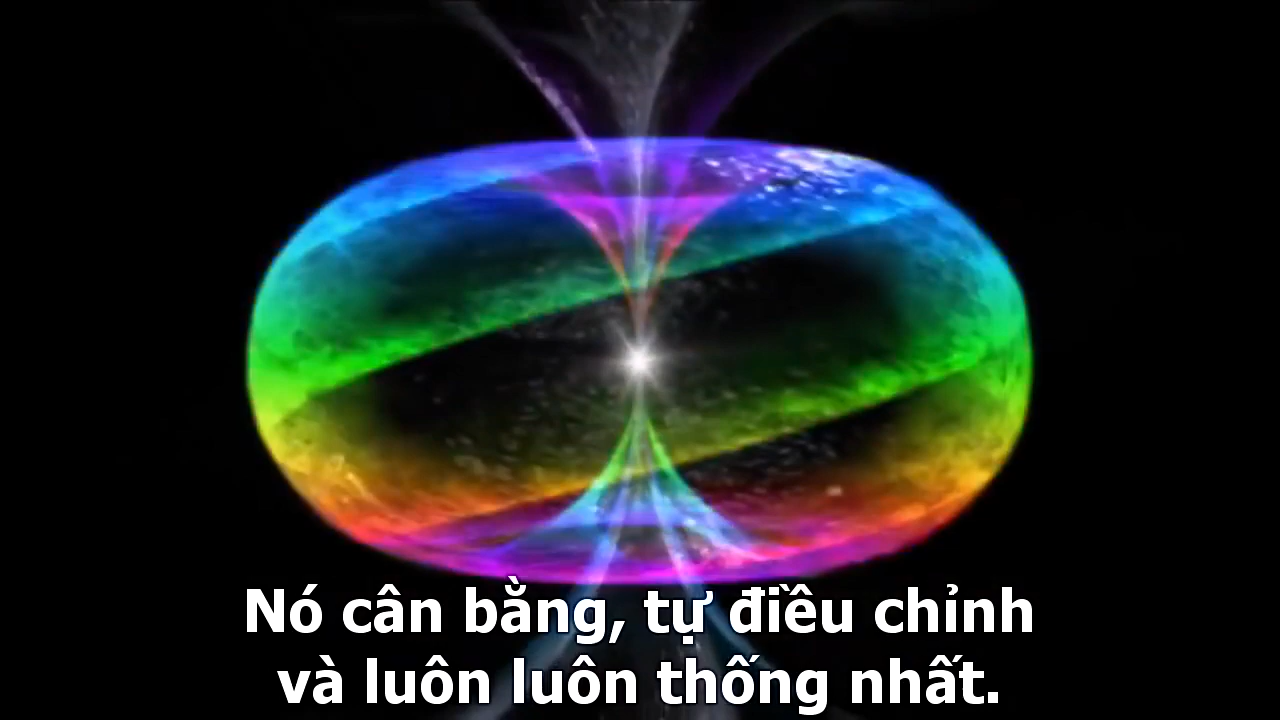 Nó cân bằng, tự điều chỉnh
và luôn luôn thống nhất.